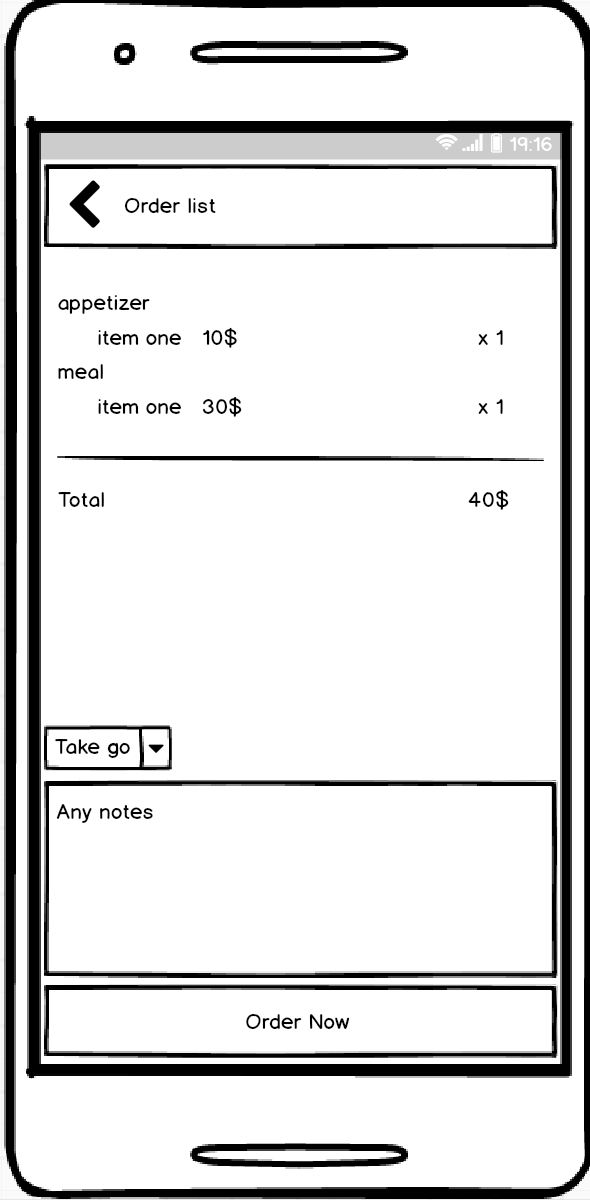 19:16
Order list
appetizer
item one 10$ x 1
meal
item one 30$ x 1
Total 40$
Take go
Any notes
Order Now